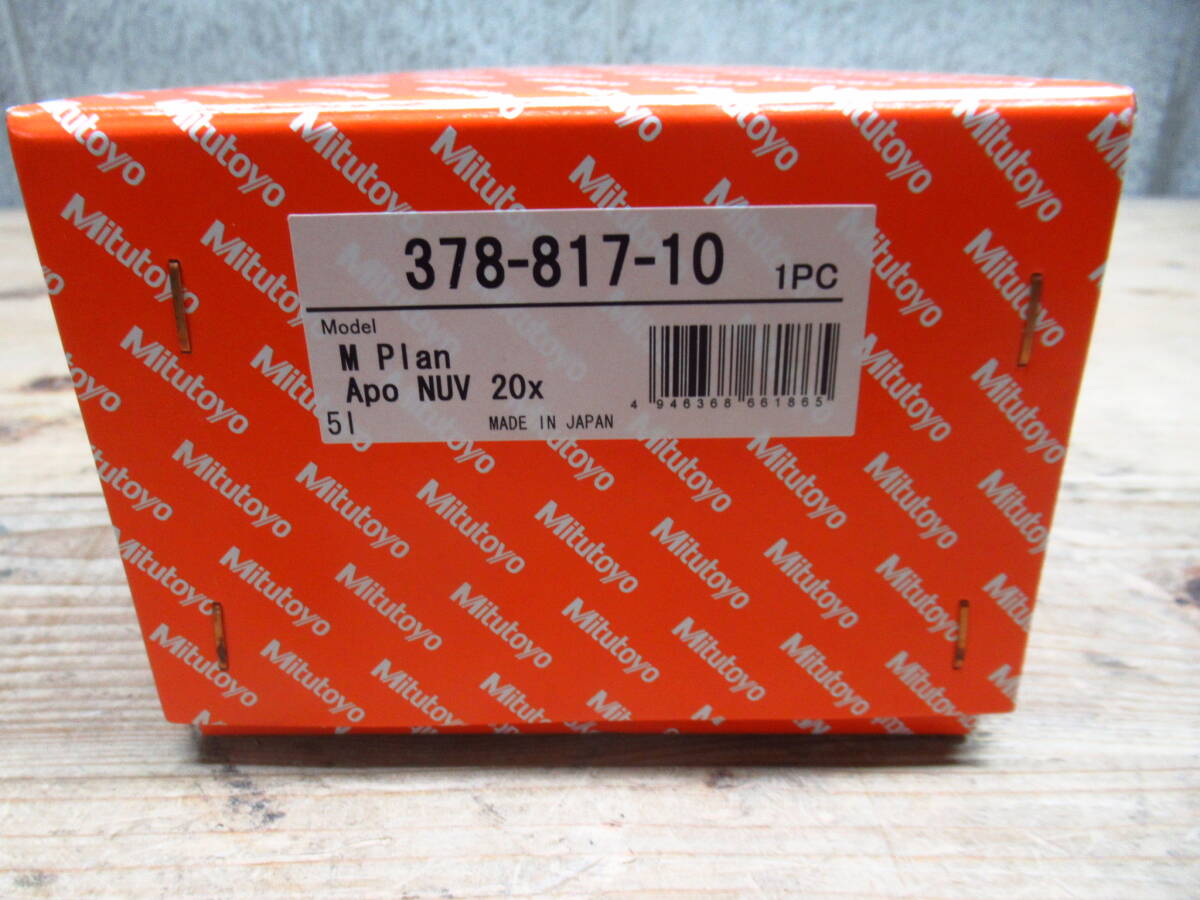 378-817-10 1PC
Model
M Plan
Apo NUV 20x
4 946368 661865
5I MADE IN JAPAN
Mitutoyo